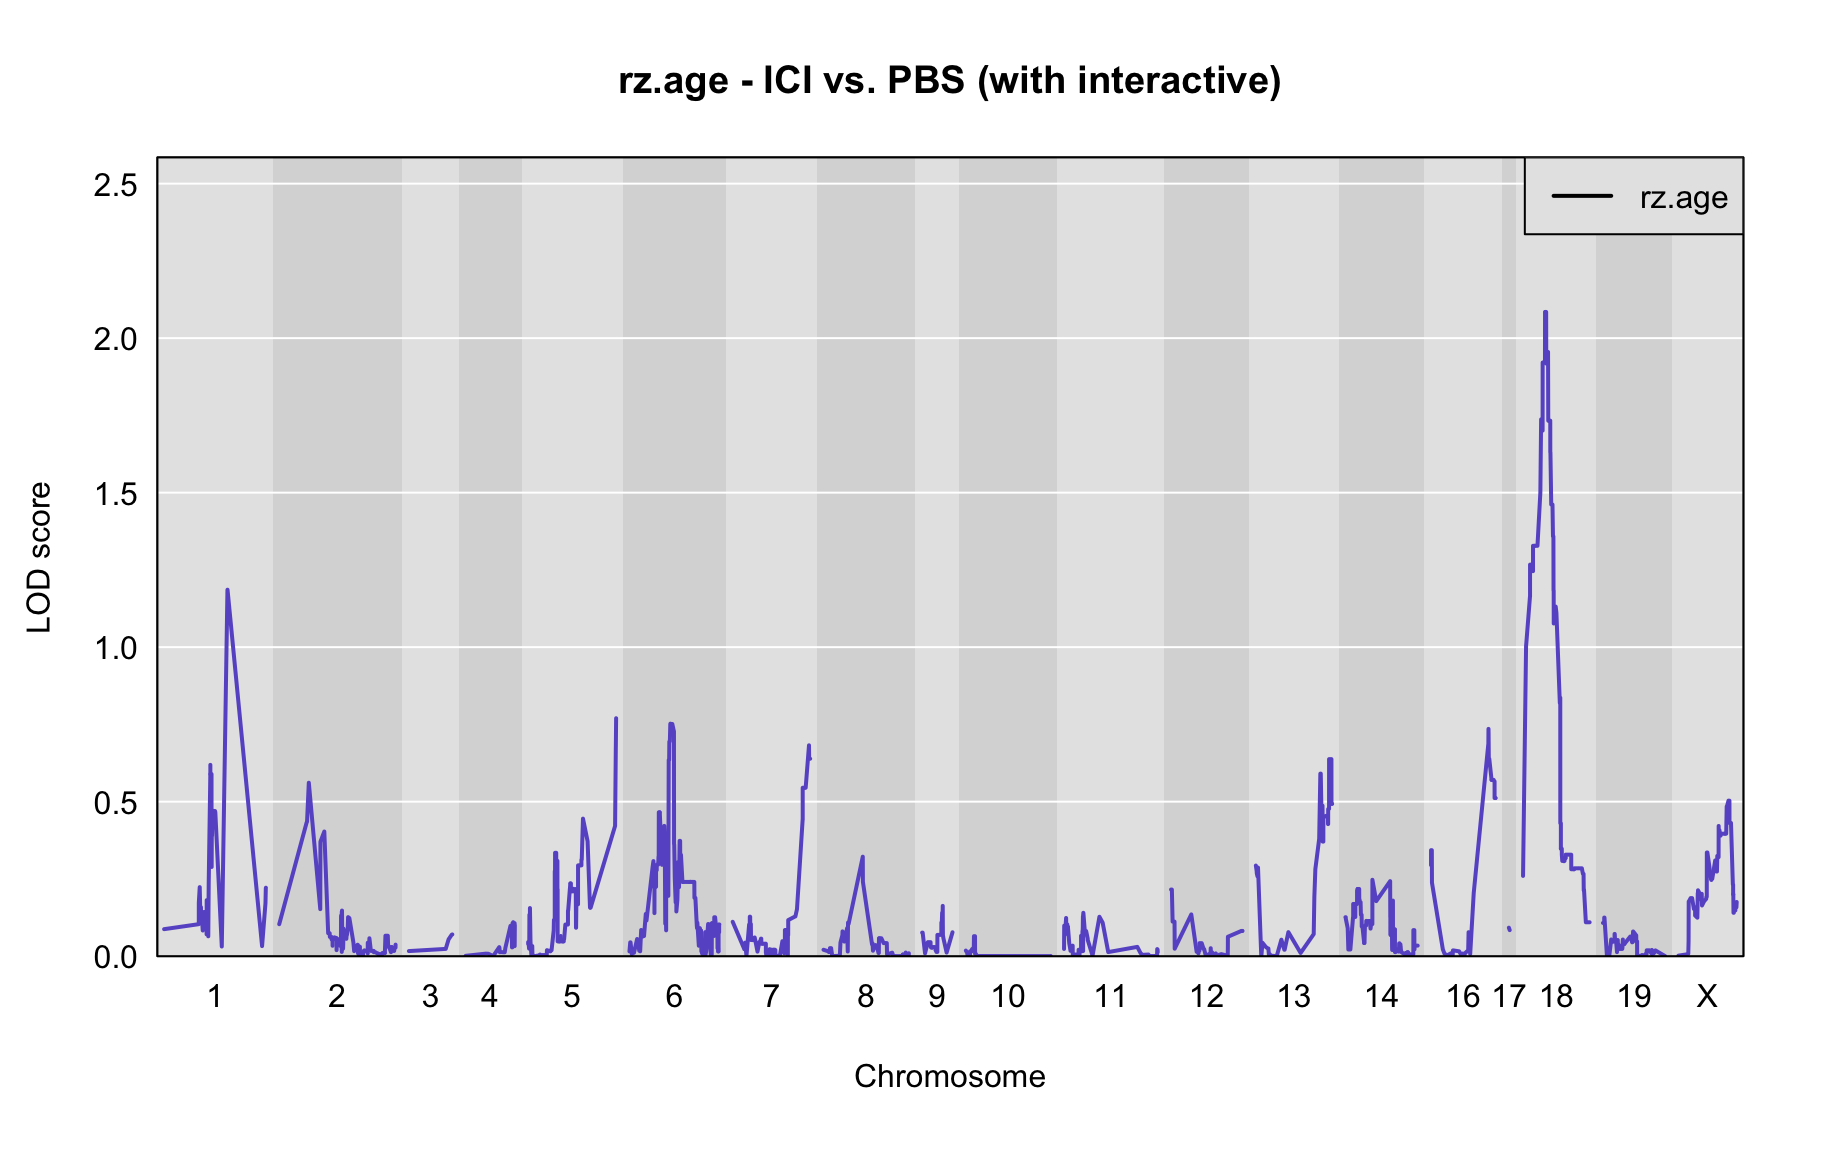 rz.age - ICI vs. PBS (with interactive)
rz.age
LOD score
2.5
2.0
1.5
1.0
0.5
0.0
1 2 3 4 5 6 7 8 9 10 11 12 13 14 16 17 18 19 X
Chromosome